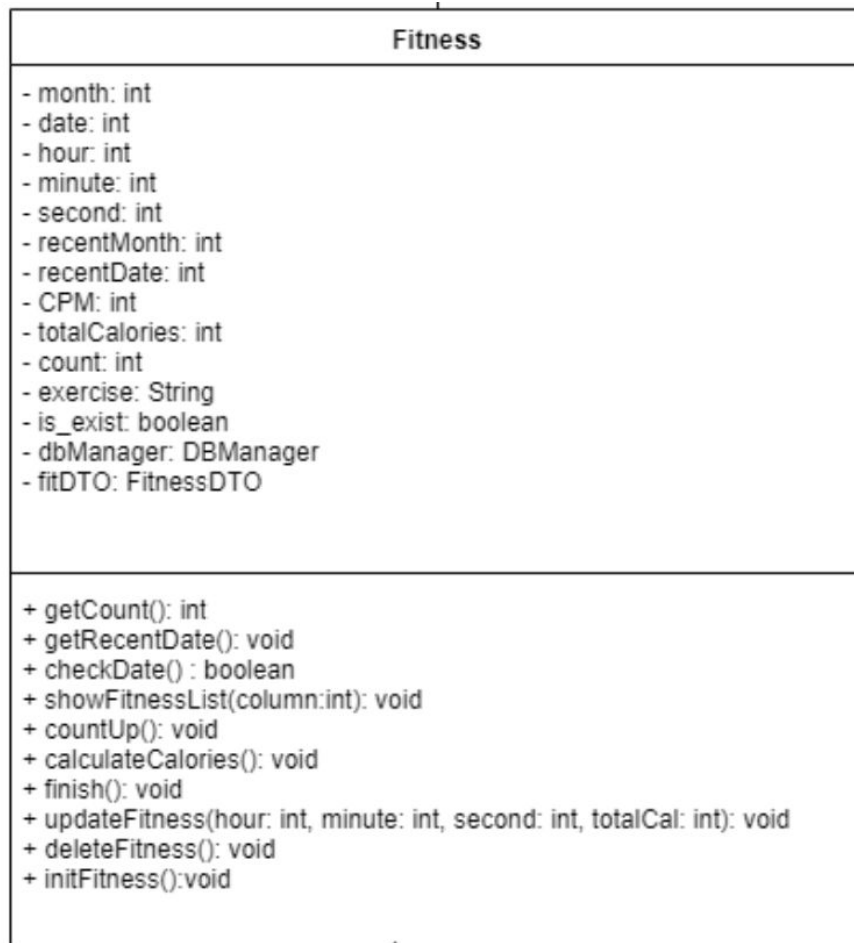 Fitness
- month: int
- date: int
- hour: int
- minute: int
- second: int
- recentMonth: int
- recentDate: int
- CPM: int
- totalCalories: int
- count: int
- exercise: String
- is_exist: boolean
- dbManager: DBManager
- fitDTO: FitnessDTO
+ getCount(): int
+ getRecentDate(): void
+ checkDate() : boolean
+ showFitnessList(column:int): void
+ countUp(): void
+ calculateCalories(): void
+ finish(): void
+ updateFitness(hour: int, minute: int, second: int, totalCal: int): void
+ deleteFitness(): void
+ initFitness():void